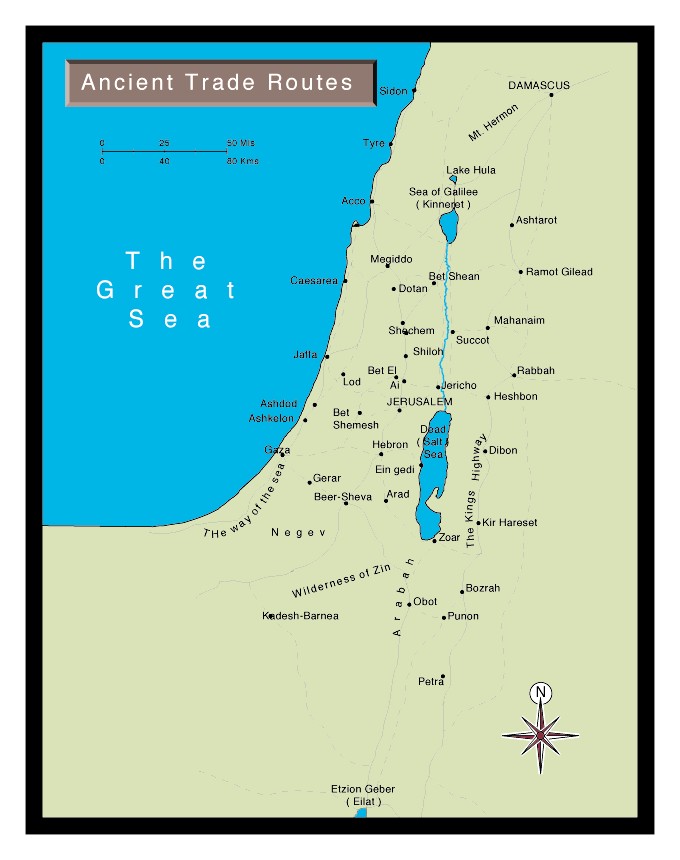 Ancient Trade Routes
Sidon
DAMASCUS
Mt. Hermon
0 25 50 Mls
0 40 80 Kms
Tyre
Lake Hula
Sea of Galilee
( Kinneret )
Acco
Ashtarot
The
Great
Sea
Megiddo
Ramot Gilead
Bet Shean
Caesarea
Dotan
Mahanaim
Shechem
Succot
Jaffa
Shiloh
Bet El
Rabbah
Lod
Ai
Jericho
Heshbon
Ashdod
JERUSALEM
Ashkelon
Bet
Shemesh
Dead
( Salt )
Sea
Gaza
Hebron
Dibon
The Kings Highway
Ein gedi
THe way of the sea
Gerar
Beer-Sheva
Arad
Negev
Kir Hareset
Zoar
Wilderness of Zin
Arabah
Bozrah
Obot
Kadesh-Barnea
Punon
Petra
N
Etzion Geber
( Eilat )